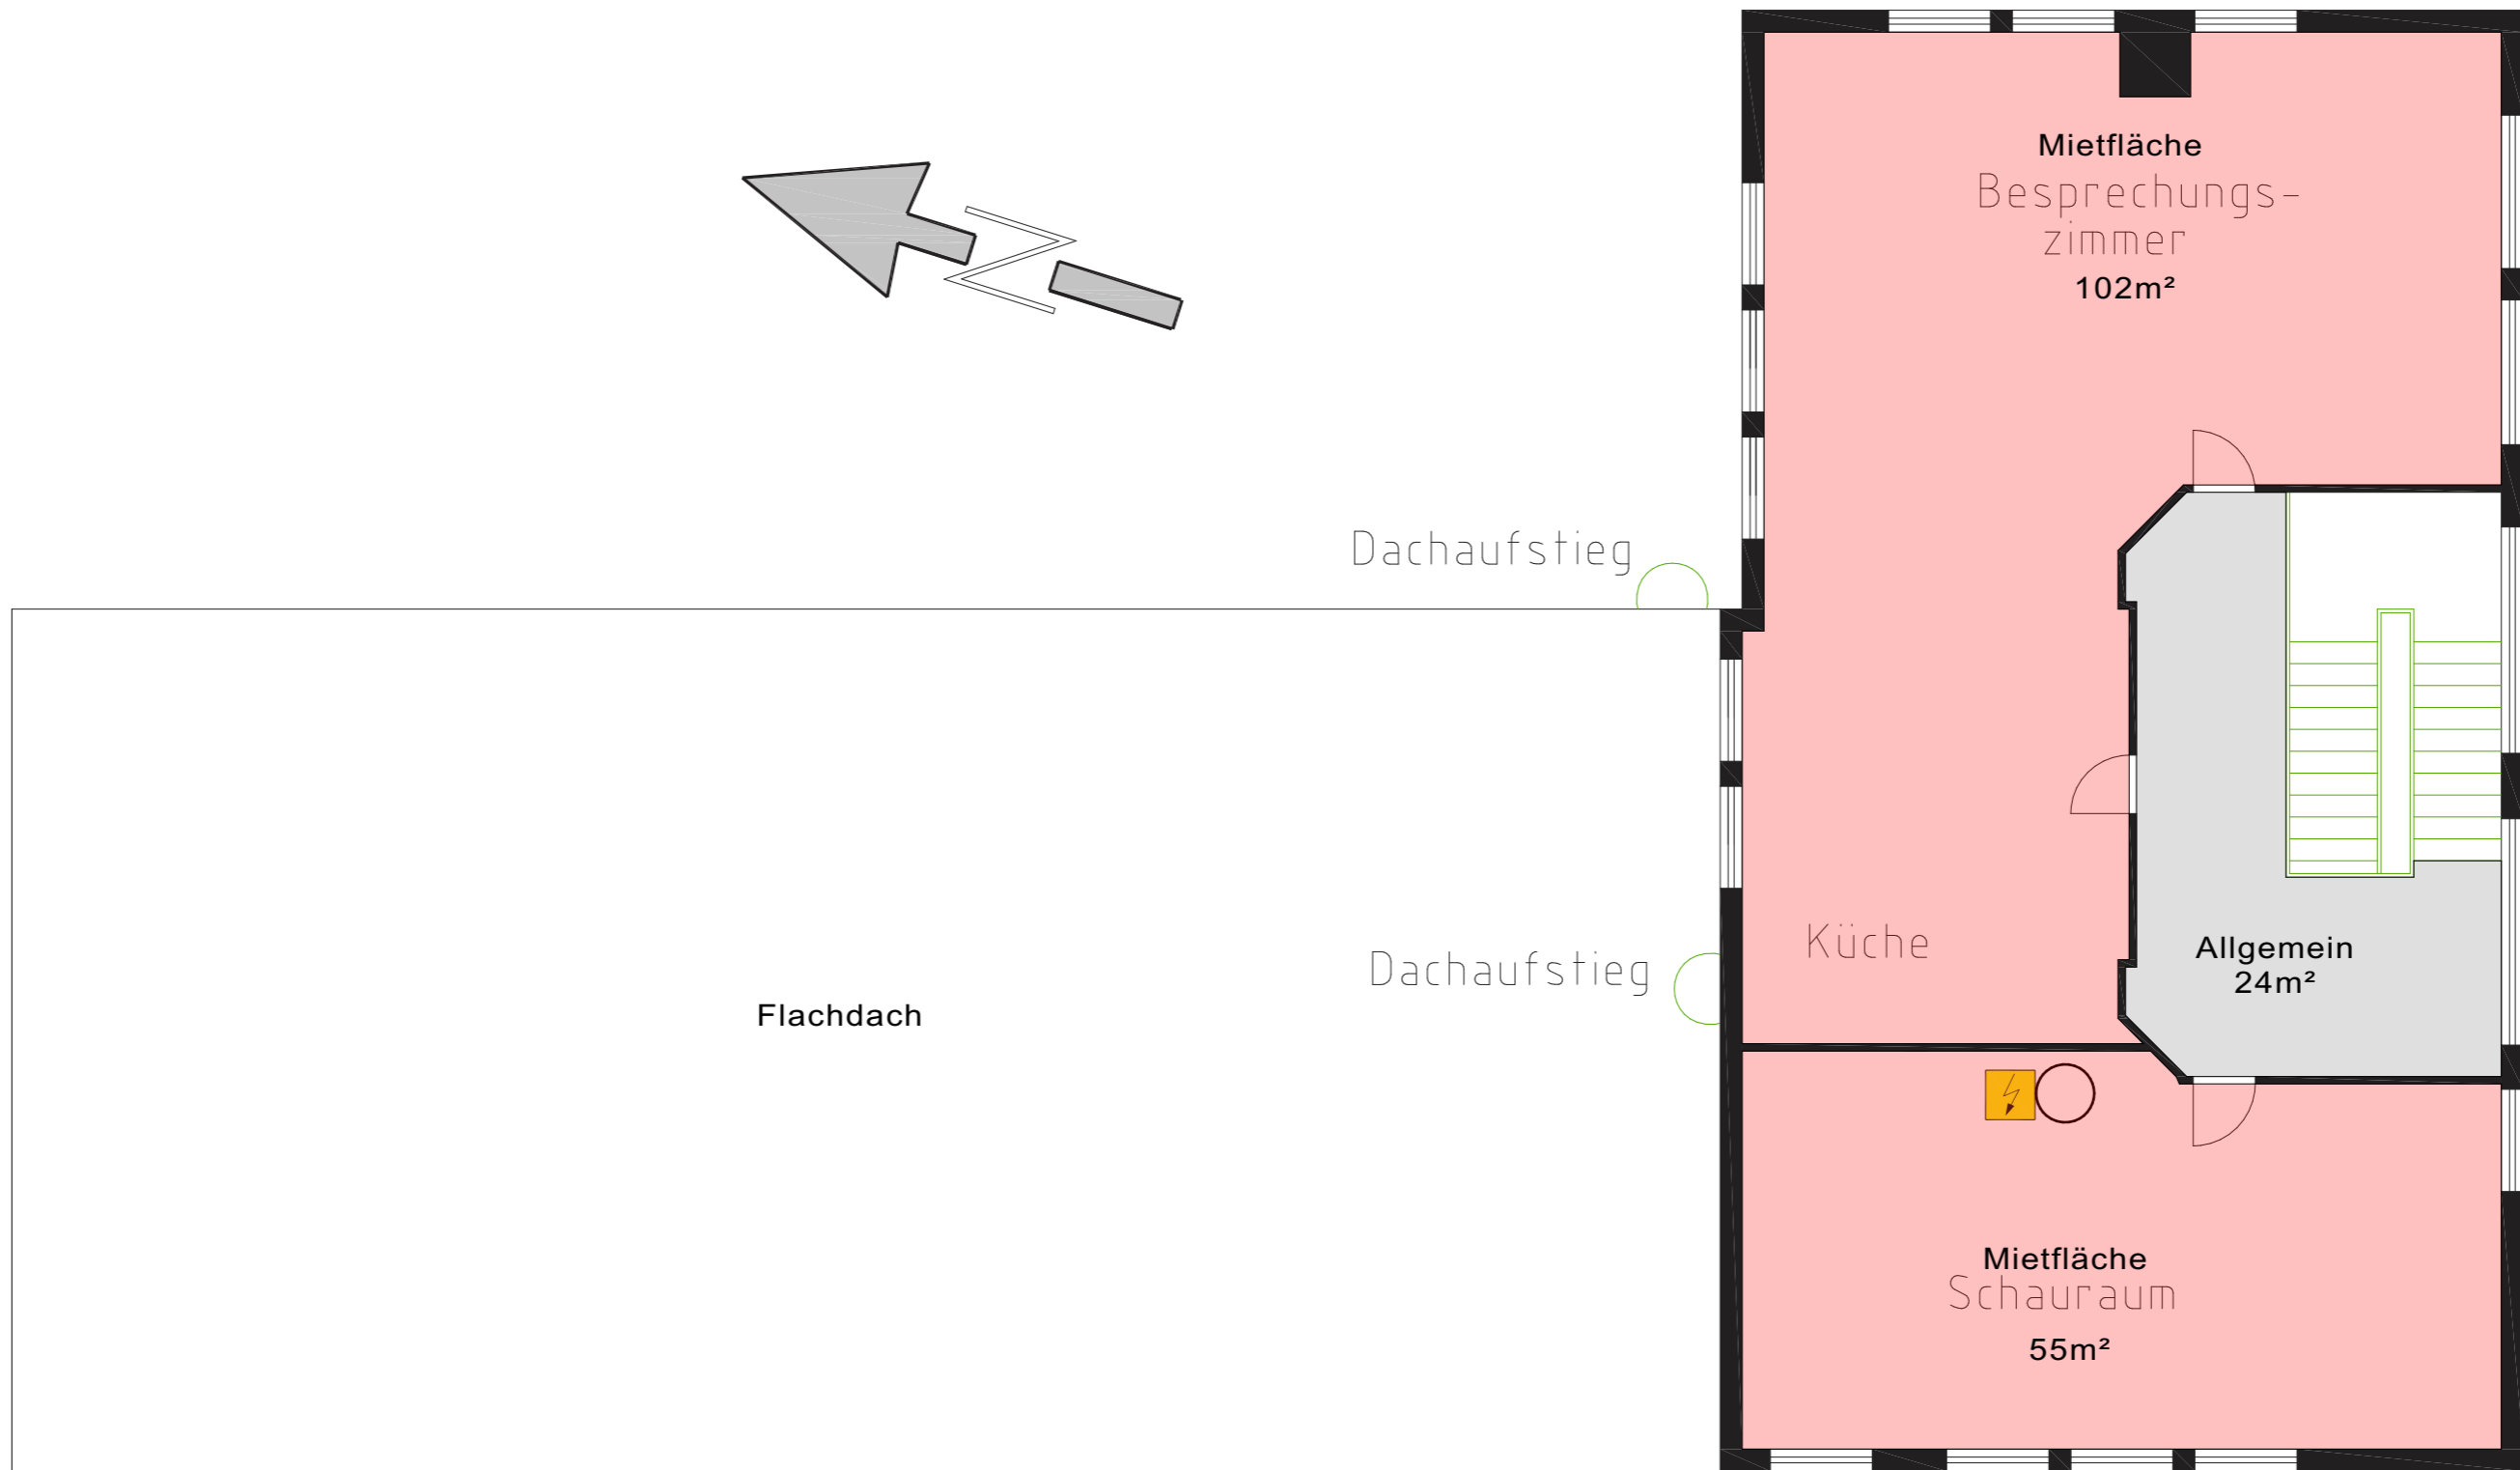 Mietfläche
Besprechungs-
zimmer
102m²
Dachaufstieg
Küche
Allgemein
24m²
Dachaufstieg
Flachdach
Mietfläche
Schauraum
55m²